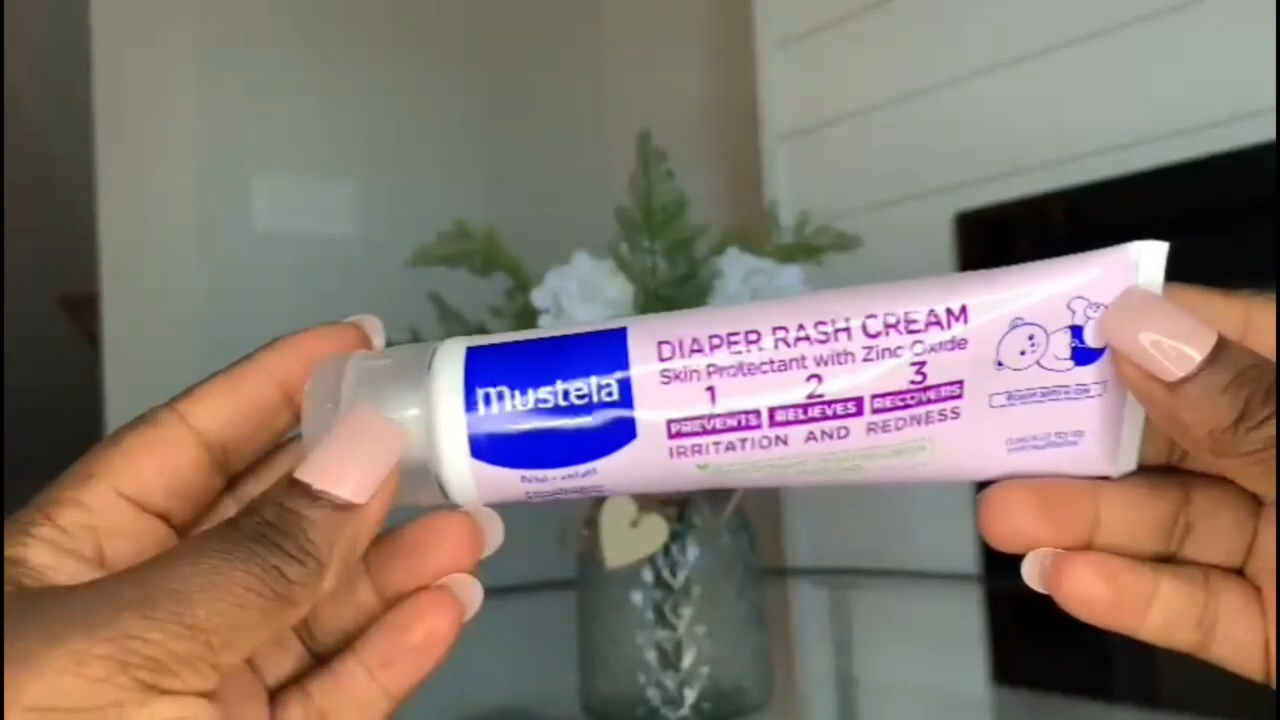 mustela
DIAPER RASH CREAM
Skin Protectant with Zinc Oxide
1 2 3
PREVENTS RELIEVES RECOVERS
IRRITATION AND REDNESS